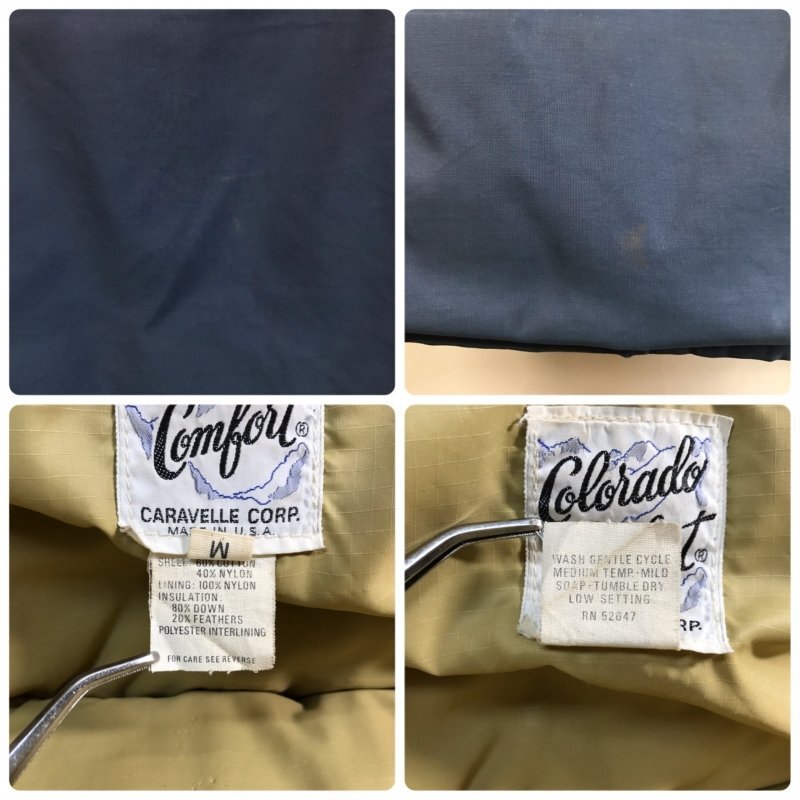 Comfort®
CARAVELLE CORP.
MADE IN U.S.A.
M
SHELL: 60% COTTON
40% NYLON
LINING: 100% NYLON
INSULATION:
80% DOWN
20% FEATHERS
POLYESTER INTERLINING
FOR CARE SEE REVERSE
Colorado
rt®
WASH GENTLE CYCLE
MEDIUM TEMP.-MILD
SOAP-TUMBLE DRY
LOW SETTING
RN 52647
RP.